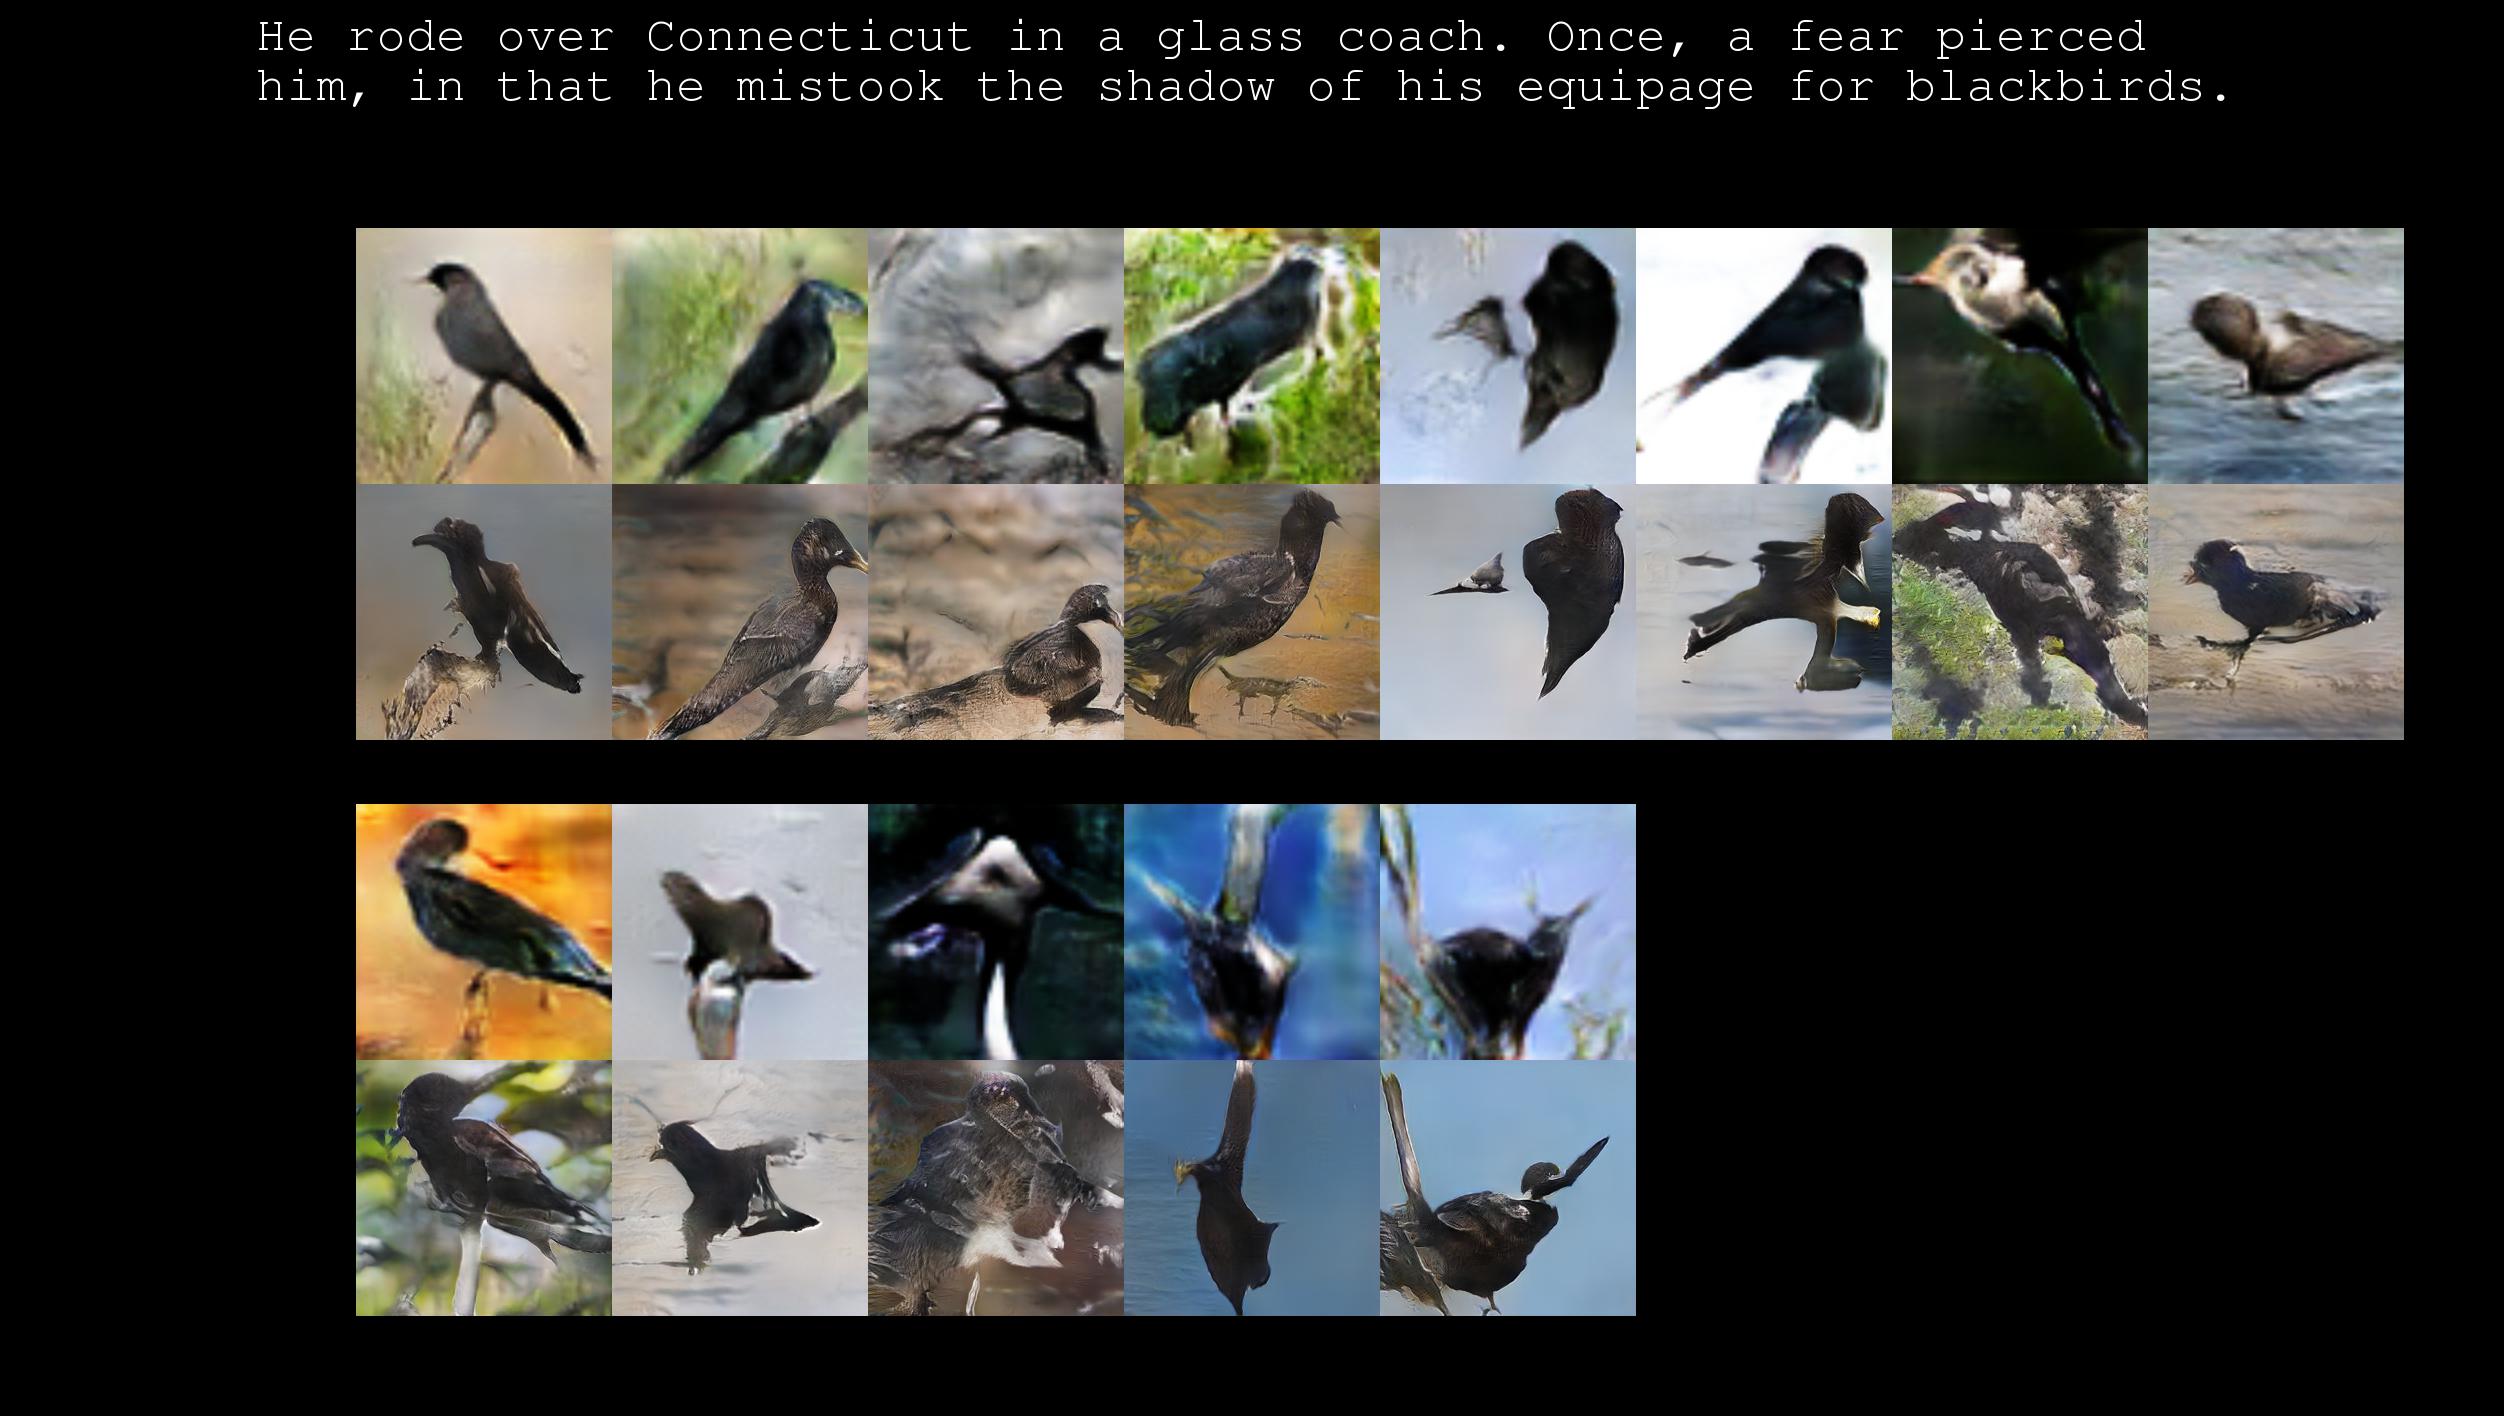 He rode over Connecticut in a glass coach. Once, a fear pierced
him, in that he mistook the shadow of his equipage for blackbirds.